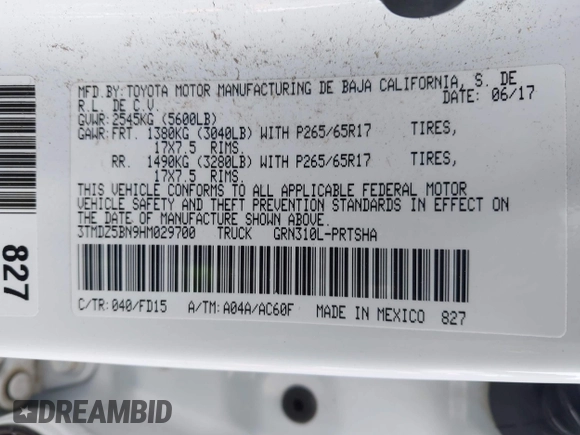 MFD.BY:TOYOTA MOTOR MANUFACTURING DE BAJA CALIFORNIA, S. DE
R.L. DE C.V. DATE: 06/17
GVWR:2545KG (5600LB)
GAWR:FRT. 1380KG (3040LB) WITH P265/65R17 TIRES,
17X7.5 RIMS.
RR. 1490KG (3280LB) WITH P265/65R17 TIRES,
17X7.5 RIMS.
THIS VEHICLE CONFORMS TO ALL APPLICABLE FEDERAL MOTOR
VEHICLE SAFETY AND THEFT PREVENTION STANDARDS IN EFFECT ON
THE DATE OF MANUFACTURE SHOWN ABOVE.
3TMDZ5BN9HM029700 TRUCK GRN310L-PRTSHA
C/TR:040/FD15 A/TM:A04A/AC60F MADE IN MEXICO 827
827
DREAMBID